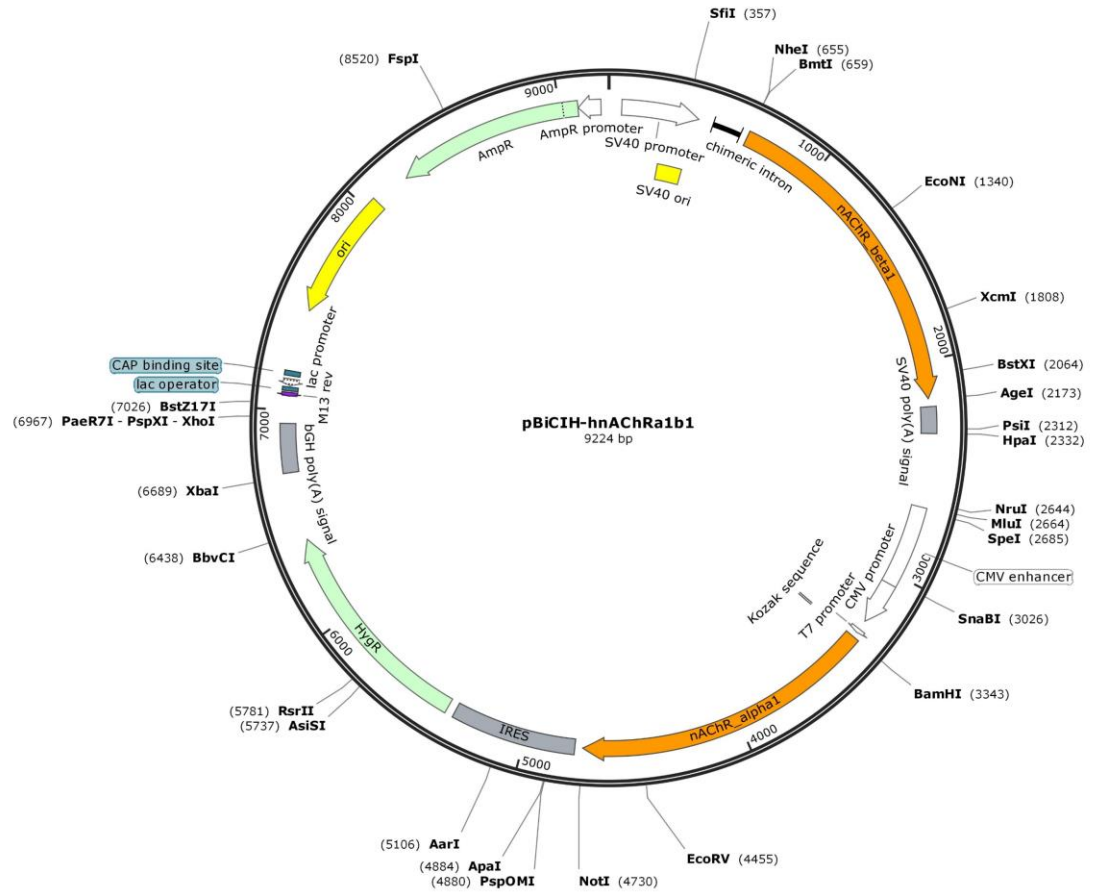 SfiI (357)
NheI (655)
BmtI (659)
(8520) FspI
9000
AmpR promoter
SV40 promoter
AmpR
chimeric intron
SV40 ori
1000
EcoNI (1340)
nAChR_beta1
8000
ori
XcmI (1808)
2000
BstXI (2064)
AgeI (2173)
SV40 poly(A) signal
PsiI (2312)
HpaI (2332)
pBiCIH-hnAChRa1b1
9224 bp
CAP binding site
lac promoter
lac operator
M13 rev
(7026) BstZ17I
(6967) PaeR7I - PspXI - XhoI
7000
bGH poly(A) signal
(6689) XbaI
(6438) BbvCI
NruI (2644)
MluI (2664)
SpeI (2685)
CMV enhancer
3000
CMV promoter
T7 promoter
Kozak sequence
SnaBI (3026)
BamHI (3343)
HygR
6000
(5781) RsrII
(5737) AsiSI
nAChR_alpha1
4000
IRES
5000
EcoRV (4455)
(5106) AarI
(4884) ApaI
(4880) PspOMI
NotI (4730)